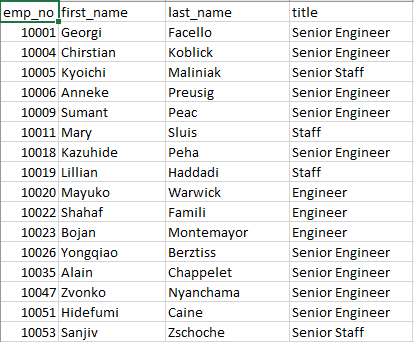 emp_no first_name last_name title
10001 Georgi Facello Senior Engineer
10004 Chirstian Koblick Senior Engineer
10005 Kyoichi Maliniak Senior Staff
10006 Anneke Preusig Senior Engineer
10009 Sumant Peac Senior Engineer
10011 Mary Sluis Staff
10018 Kazuhide Peha Senior Engineer
10019 Lillian Haddadi Staff
10020 Mayuko Warwick Engineer
10022 Shahaf Famili Engineer
10023 Bojan Montemayor Engineer
10026 Yongqiao Berztiss Senior Engineer
10035 Alain Chappelet Senior Engineer
10047 Zvonko Nyanchama Senior Engineer
10051 Hidefumi Caine Senior Engineer
10053 Sanjiv Zschoche Senior Staff